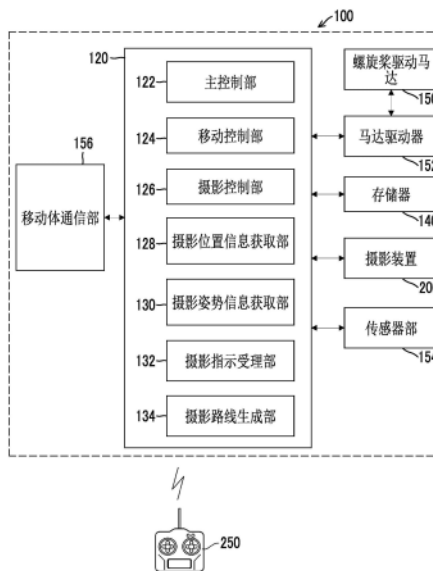 100
120
122
主控制部
124
移动控制部
126
摄影控制部
128
摄影位置信息获取部
130
摄影姿势信息获取部
132
摄影指示受理部
134
摄影路线生成部
156
移动体通信部
螺旋桨驱动马
达
150
马达驱动器
152
存储器
140
摄影装置
传感器部
154
250